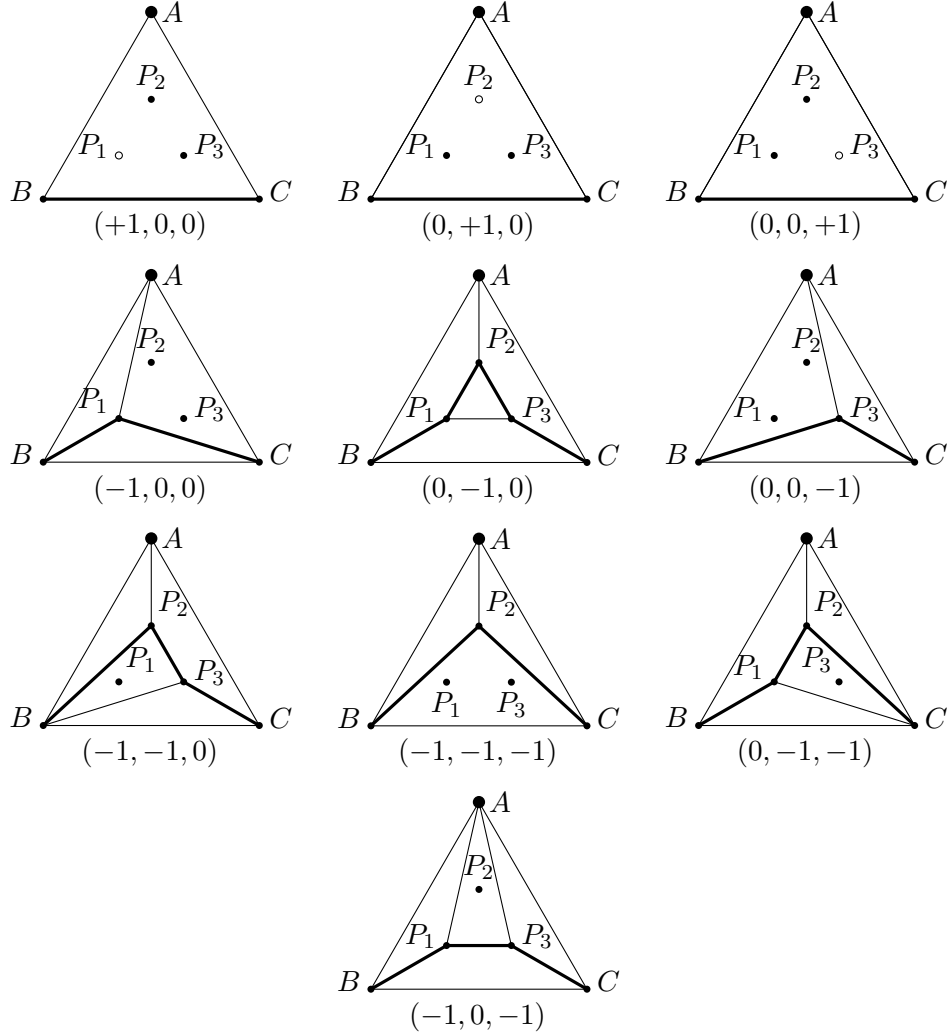 A A A
P₂ P₂ P₂
P₁ P₃ P₁ P₃ P₁ P₃
B C B C B C
(+1, 0, 0) (0, +1, 0) (0, 0, +1)
A A A
P₂ P₂ P₂
P₁ P₃ P₁ P₃ P₁ P₃
B C B C B C
(−1, 0, 0) (0, −1, 0) (0, 0, −1)
A A A
P₂ P₂ P₂
P₁ P₃ P₁ P₃ P₁ P₃
B C B C B C
(−1, −1, 0) (−1, −1, −1) (0, −1, −1)
A
P₂
P₁ P₃
B C
(−1, 0, −1)